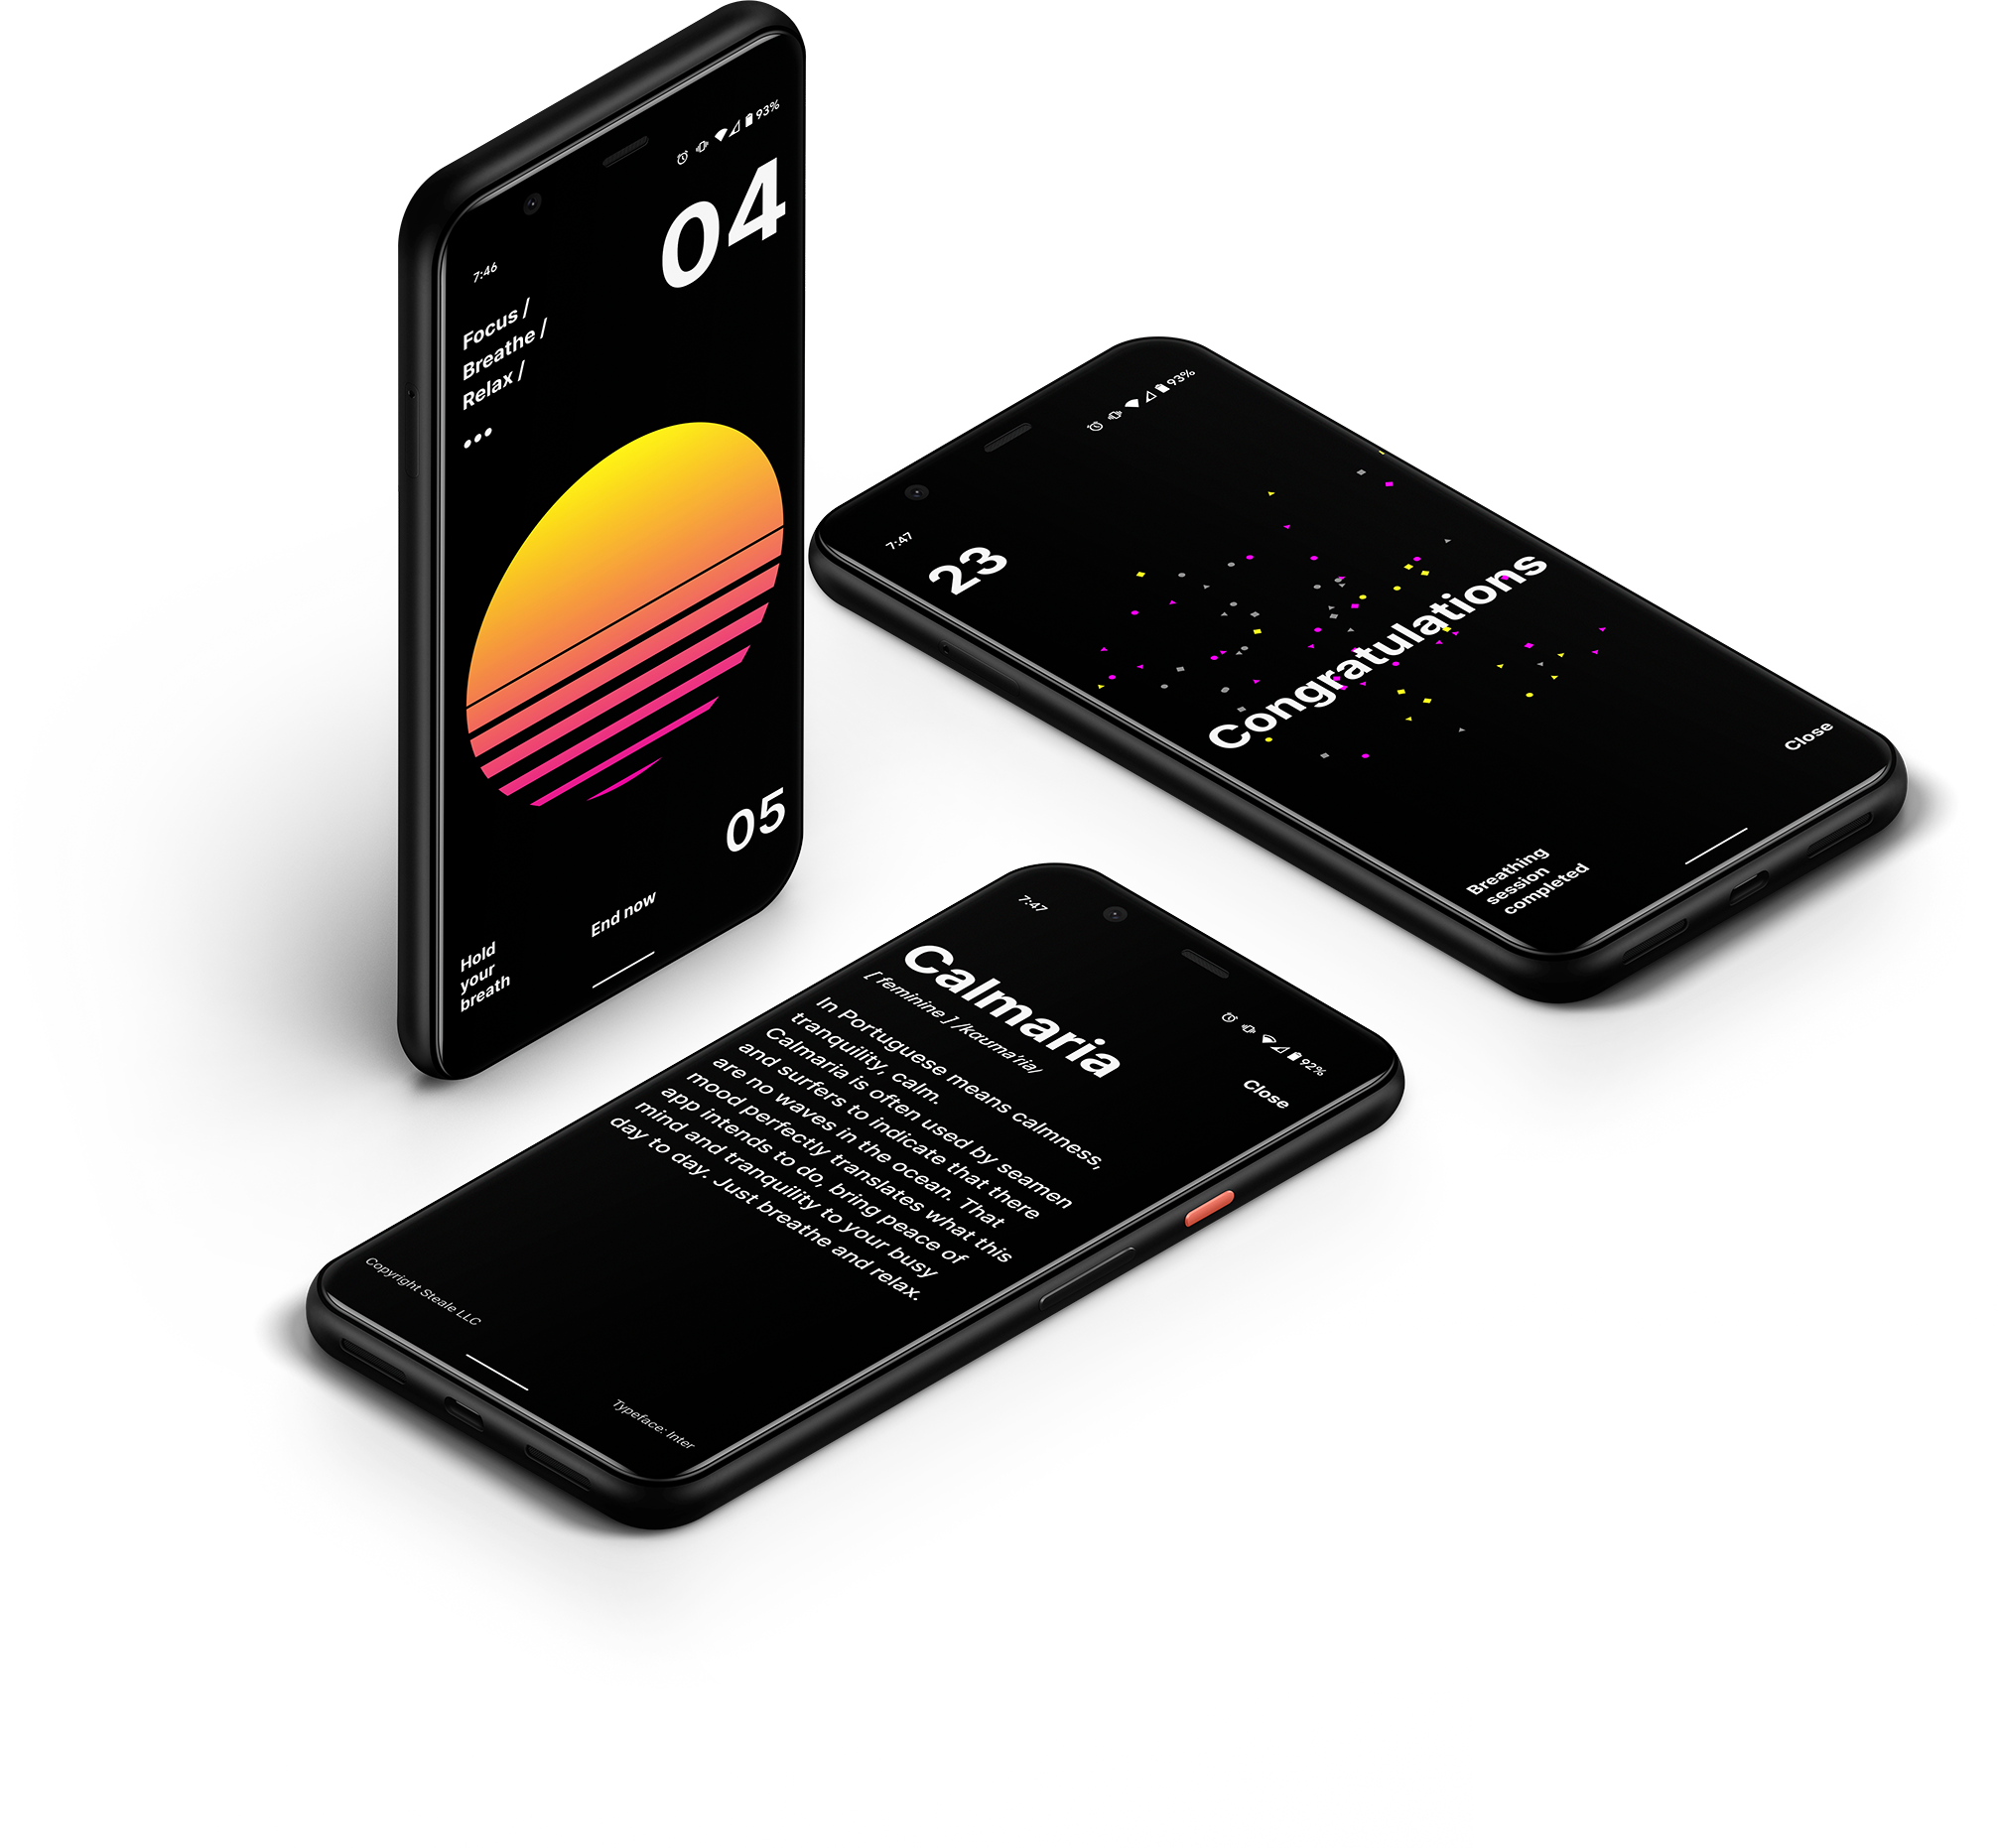 93%
04
7:46
Focus /
Breathe /
Relax /
05
End now
Hold
your
breath
93%
7:47
23
Congratulations
Close
Breathing
session
completed
7:47
92%
Close
Calmaria
[ feminine ] /kaʊma'ria/
In Portuguese means calmness,
tranquility, calm.
Calmaria is often used by seamen
and surfers to indicate that there
are no waves in the ocean. That
mood perfectly translates what this
app intends to do, bring peace of
mind and tranquility to your busy
day to day. Just breathe and relax.
Copyright Steale LLC
Typeface: Inter